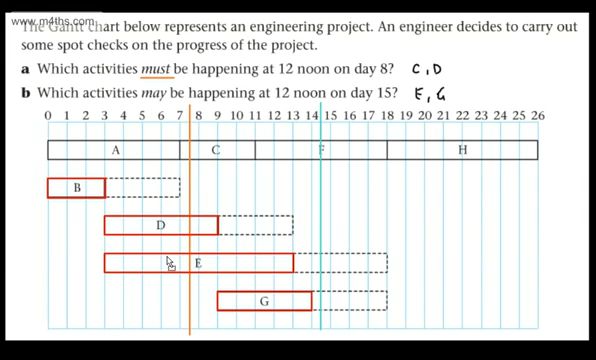 www.m4ths.com
The Gantt chart below represents an engineering project. An engineer decides to carry out
some spot checks on the progress of the project.
a Which activities must be happening at 12 noon on day 8? C, D
b Which activities may be happening at 12 noon on day 15? E, G
0 1 2 3 4 5 6 7 8 9 10 11 12 13 14 15 16 17 18 19 20 21 22 23 24 25 26
A C F H
B
D
E
G